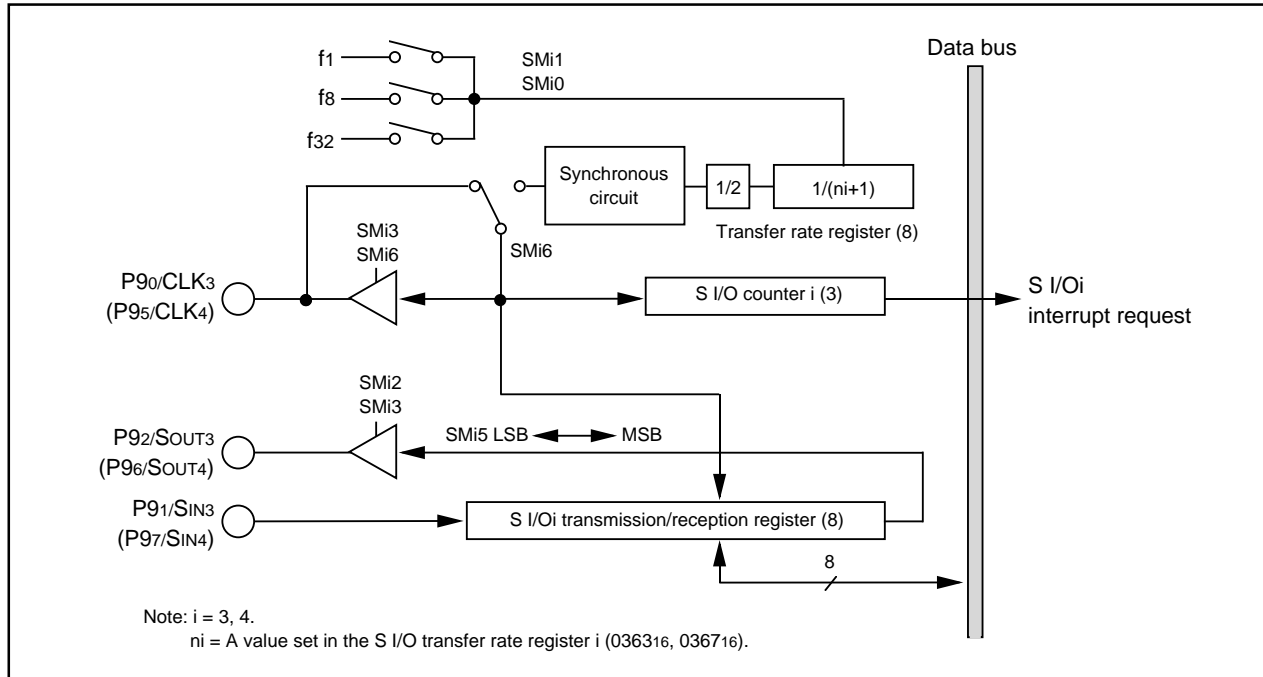 Data bus
f1
SMi1
SMi0
f8
f32
Synchronous
circuit
1/2
1/(ni+1)
Transfer rate register (8)
SMi3
SMi6
SMi6
P90/CLK3
(P95/CLK4)
S I/O counter i (3)
S I/Oi
interrupt request
SMi2
SMi3
SMi5 LSB MSB
P92/SOUT3
(P96/SOUT4)
P91/SIN3
(P97/SIN4)
S I/Oi transmission/reception register (8)
8
Note: i = 3, 4.
ni = A value set in the S I/O transfer rate register i (036316, 036716).